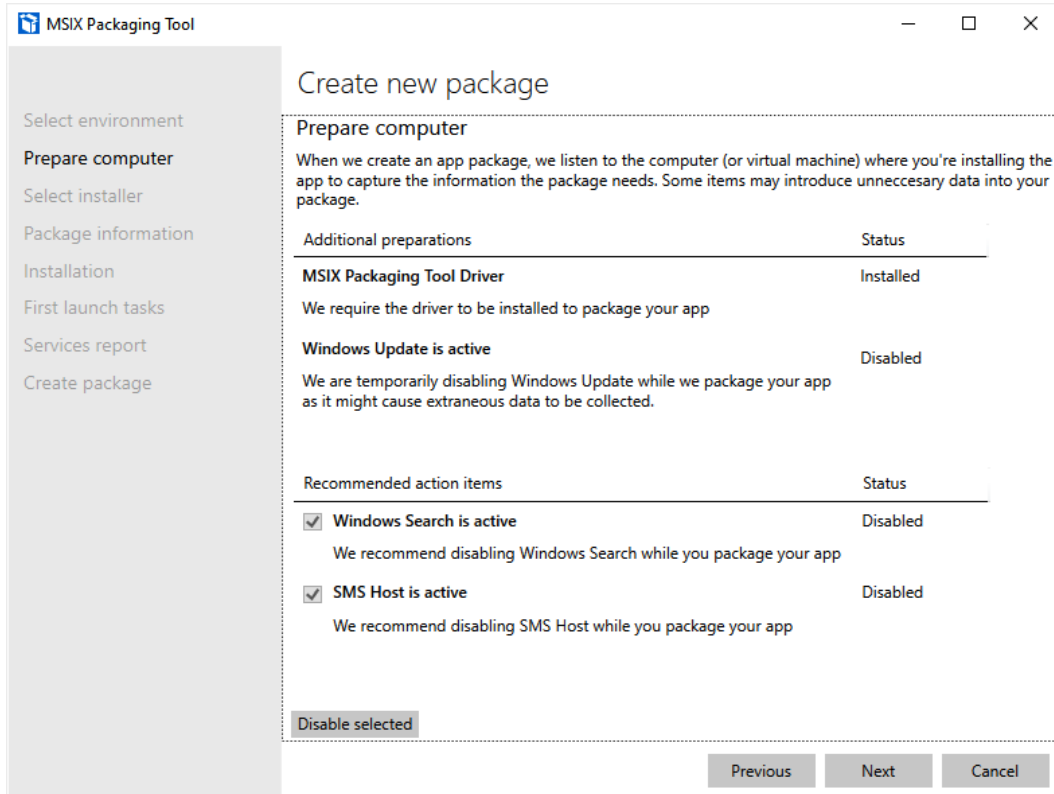 MSIX Packaging Tool
Create new package
Select environment
Prepare computer
Select installer
Package information
Installation
First launch tasks
Services report
Create package
Prepare computer
When we create an app package, we listen to the computer (or virtual machine) where you're installing the
app to capture the information the package needs. Some items may introduce unneccesary data into your
package.
Additional preparations Status
MSIX Packaging Tool Driver Installed
We require the driver to be installed to package your app
Windows Update is active Disabled
We are temporarily disabling Windows Update while we package your app
as it might cause extraneous data to be collected.
Recommended action items Status
Windows Search is active Disabled
We recommend disabling Windows Search while you package your app
SMS Host is active Disabled
We recommend disabling SMS Host while you package your app
Disable selected
Previous Next Cancel